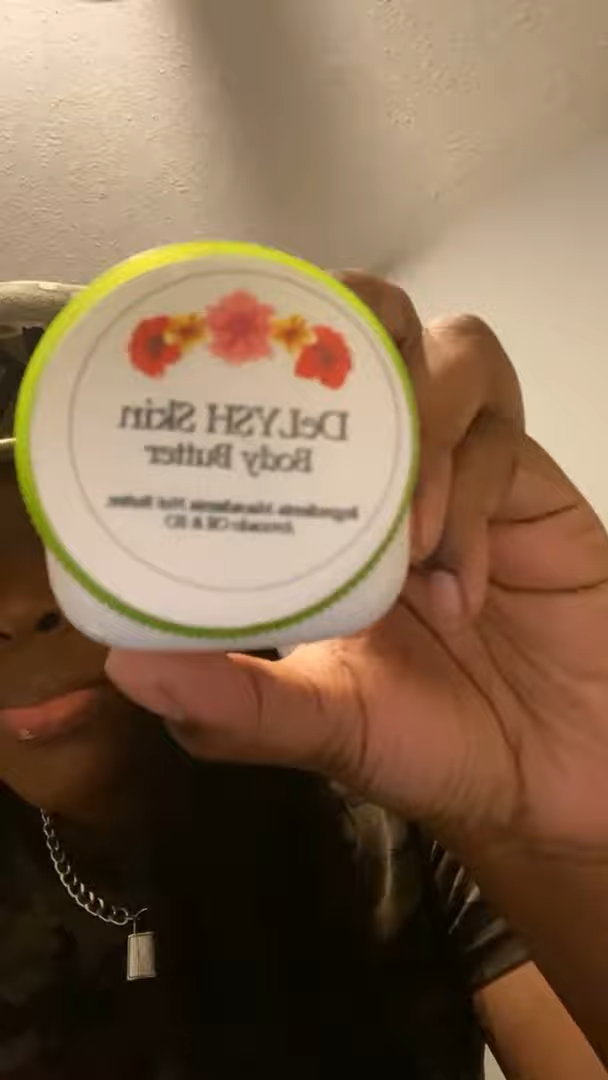 DeLYSH Skin
Body Butter
Ingredients: Macadamia Nut Butter,
Avocado Oil &